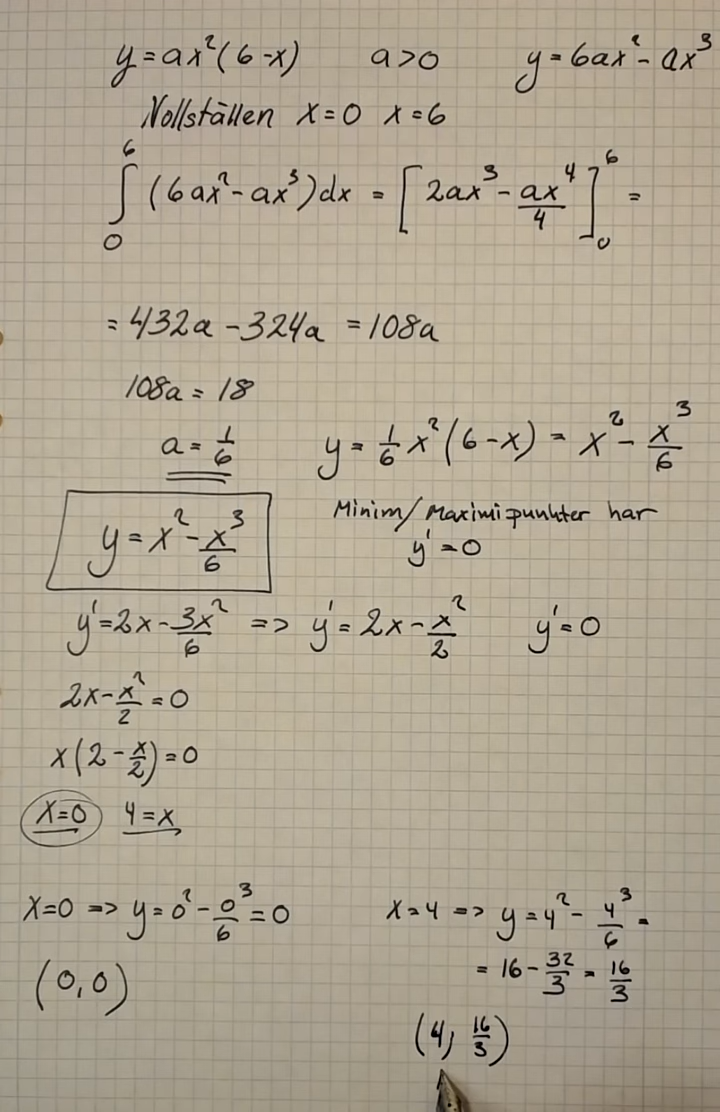 y = ax²(6-x) a>0 y = 6ax² - ax³
Nollställen x=0 x=6
∫₀⁶ (6ax² - ax³)dx = [2ax³ - ax⁴/4]₀⁶ =
= 432a - 324a = 108a
108a = 18
a = 1/6 y = 1/6 x²(6-x) = x² - x³/6
y = x² - x³/6
Minim/Maximipunkter har
y' = 0
y' = 2x - 3x²/6 => y' = 2x - x²/2 y' = 0
2x - x²/2 = 0
x(2 - x/2) = 0
x=0 4=x
x=0 => y = 0² - 0³/6 = 0
(0,0)
x=4 => y = 4² - 4³/6 =
= 16 - 32/3 = 16/3
(4, 16/3)